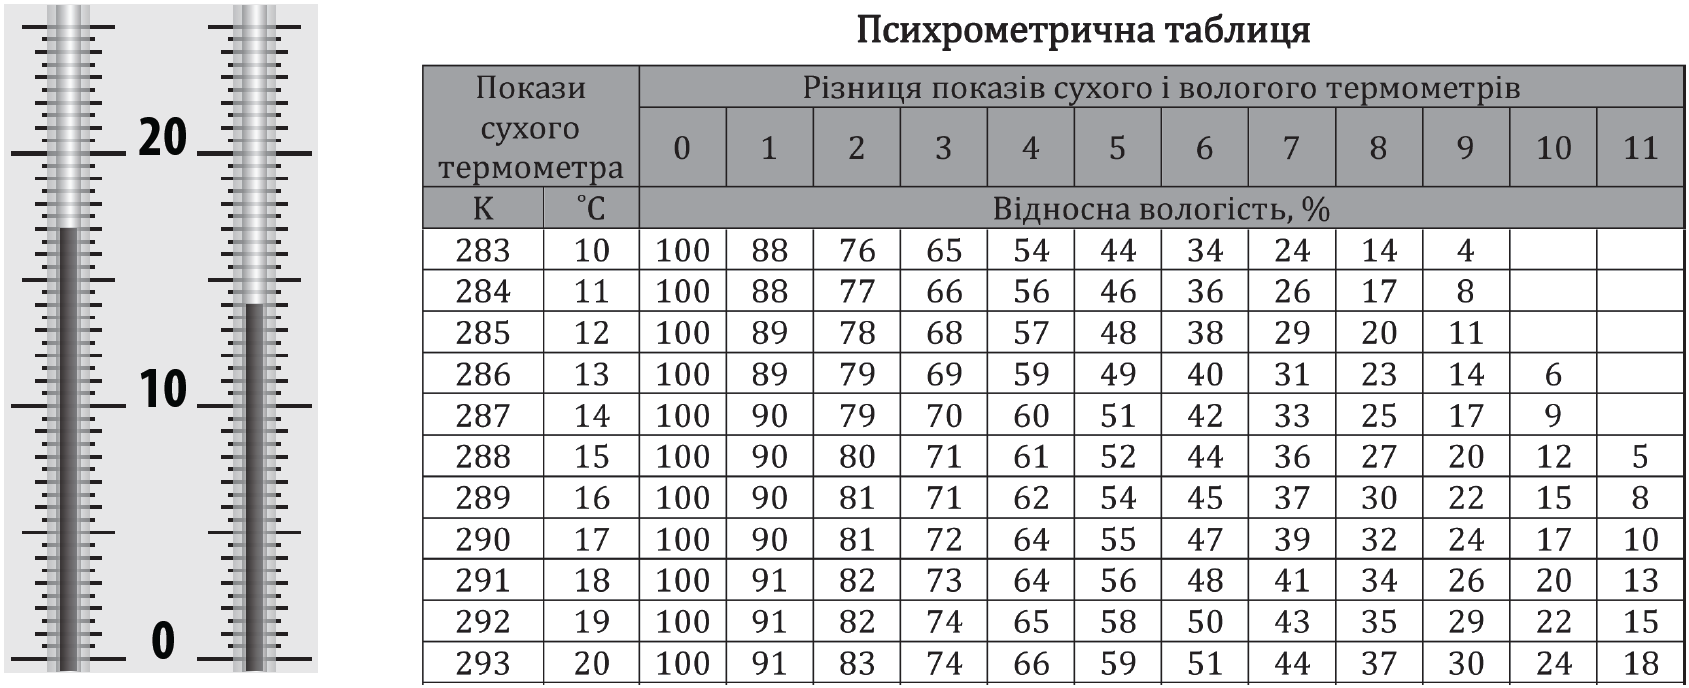 20
10
0
Психрометрична таблиця
Покази сухого термометра
Різниця показів сухого і вологого термометрів
0 1 2 3 4 5 6 7 8 9 10 11
К °С Відносна вологість, %
283 10 100 88 76 65 54 44 34 24 14 4
284 11 100 88 77 66 56 46 36 26 17 8
285 12 100 89 78 68 57 48 38 29 20 11
286 13 100 89 79 69 59 49 40 31 23 14 6
287 14 100 90 79 70 60 51 42 33 25 17 9
288 15 100 90 80 71 61 52 44 36 27 20 12 5
289 16 100 90 81 71 62 54 45 37 30 22 15 8
290 17 100 90 81 72 64 55 47 39 32 24 17 10
291 18 100 91 82 73 64 56 48 41 34 26 20 13
292 19 100 91 82 74 65 58 50 43 35 29 22 15
293 20 100 91 83 74 66 59 51 44 37 30 24 18